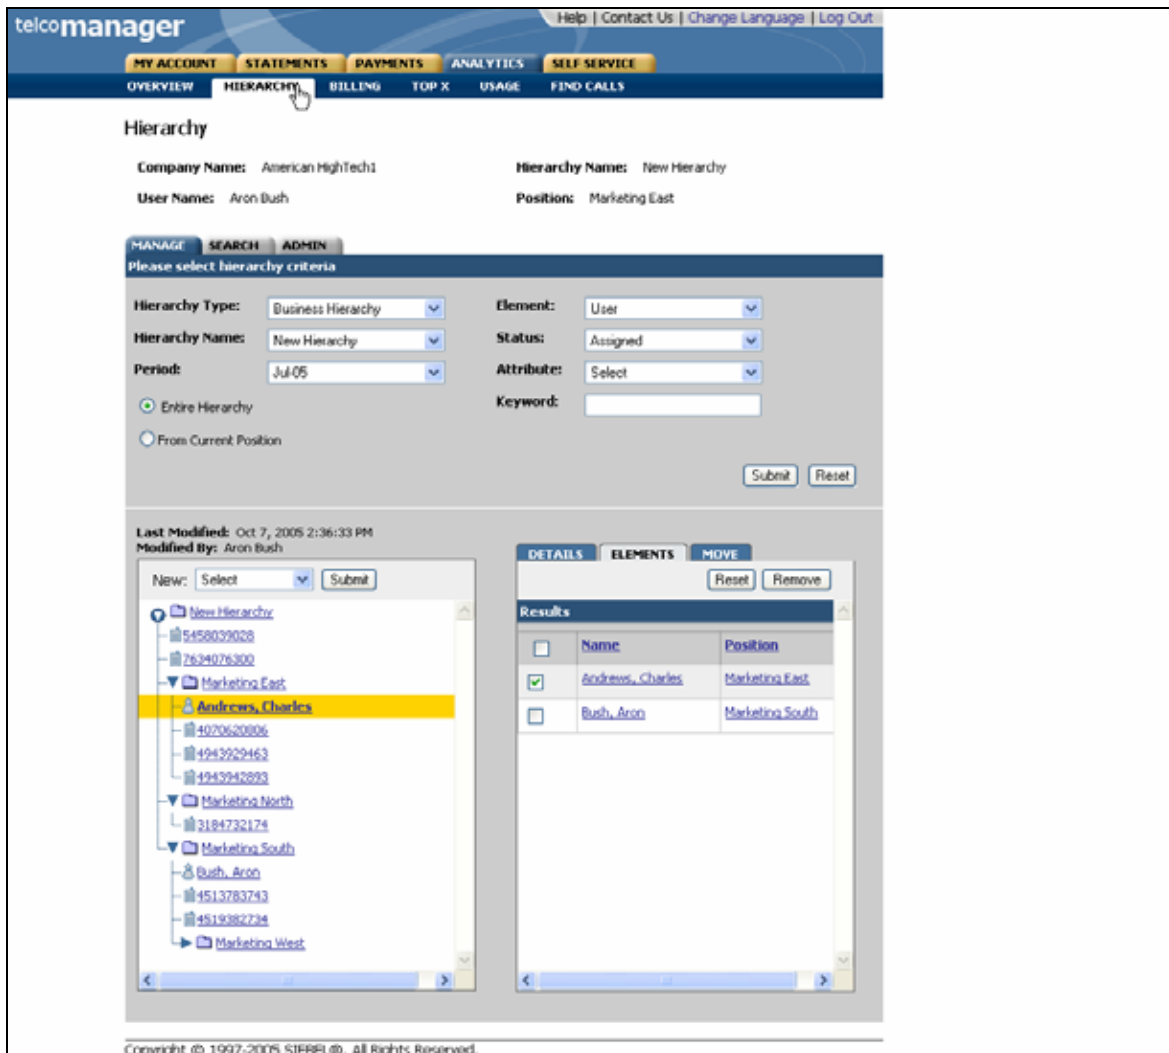 telcomanager
Help | Contact Us | Change Language | Log Out
MY ACCOUNT STATEMENTS PAYMENTS ANALYTICS SELF SERVICE
OVERVIEW HIERARCHY BILLING TOP X USAGE FIND CALLS
Hierarchy
Company Name: American HighTech1 Hierarchy Name: New Hierarchy
User Name: Aron Bush Position: Marketing East
MANAGE SEARCH ADMIN
Please select hierarchy criteria
Hierarchy Type: Business Hierarchy Element: User
Hierarchy Name: New Hierarchy Status: Assigned
Period: Jul-05 Attribute: Select
Entire Hierarchy Keyword:
From Current Position
Submit Reset
Last Modified: Oct 7, 2005 2:36:33 PM
Modified By: Aron Bush
New: Select Submit
New Hierarchy
5458039028
7634076300
Marketing East
Andrews, Charles
4070620806
4943929463
4943942893
Marketing North
3184732174
Marketing South
Bush, Aron
4513783743
4519382734
Marketing West
DETAILS ELEMENTS MOVE
Reset Remove
Results
Name Position
Andrews, Charles Marketing East
Bush, Aron Marketing South
Copyright © 1997-2005 SIEBEL®. All Rights Reserved.